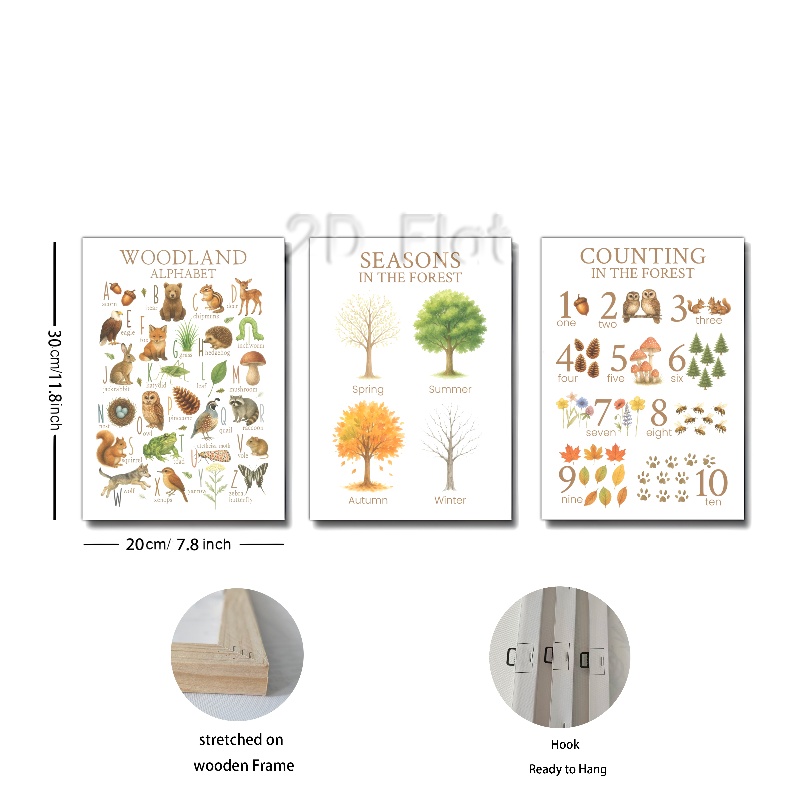 2D Flat
WOODLAND
ALPHABET
A
acorn
B
bear
C
chipmunk
D
deer
E
eagle
F
fox
G
grass
H
hedgehog
I
inchworm
J
jackrabbit
K
katydid
L
leaf
M
mushroom
N
nest
O
owl
P
pinecone
Q
quail
R
raccoon
S
squirrel
T
toad
U
V
vole
W
wolf
X
xenops
Y
yarrow
Z
zebra
butterfly
SEASONS
IN THE FOREST
Spring
Summer
Autumn
Winter
COUNTING
IN THE FOREST
1
one
2
two
3
three
4
four
5
five
6
six
7
seven
8
eight
9
nine
10
ten
30cm/11.8inch
20cm/ 7.8 inch
stretched on
wooden Frame
Hook
Ready to Hang